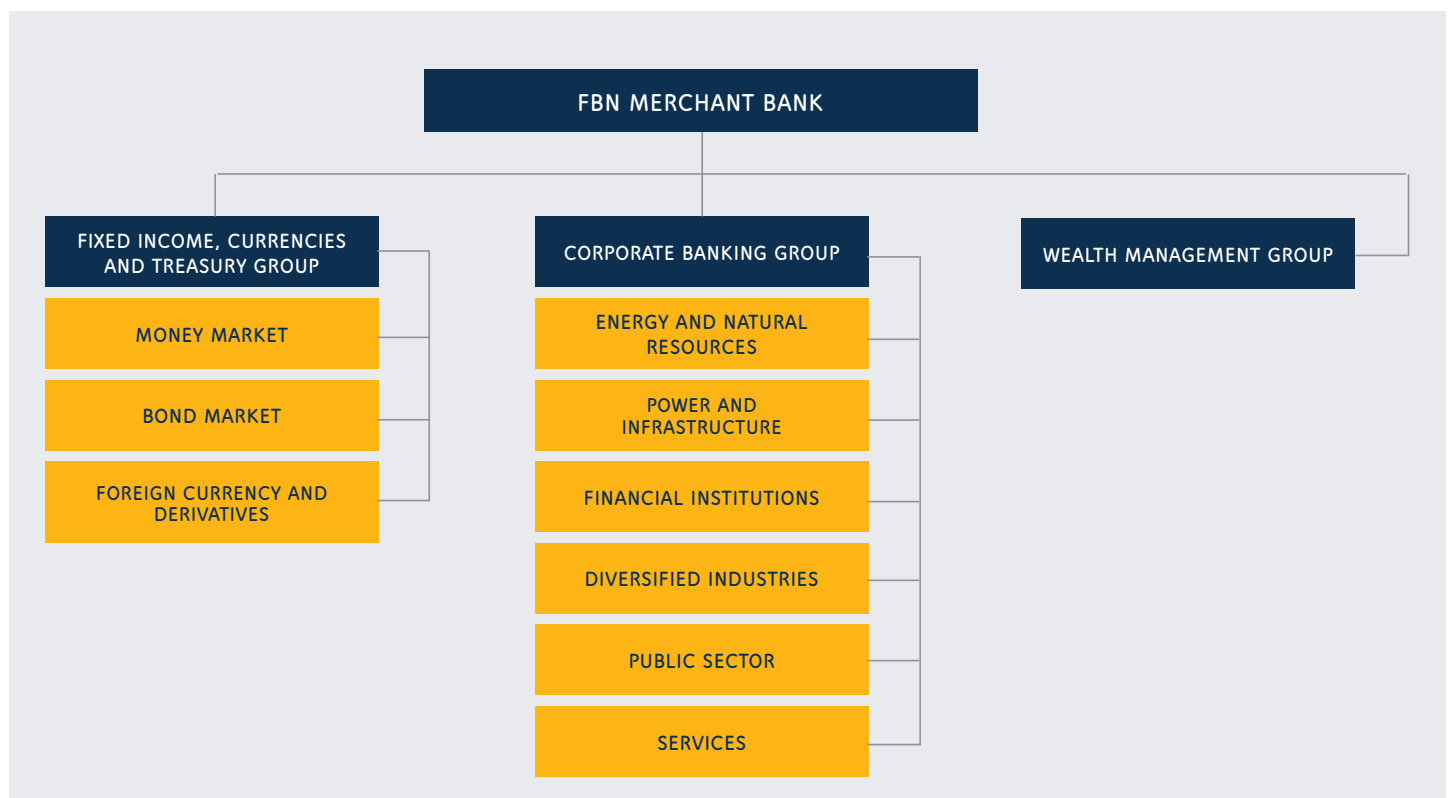 FBN MERCHANT BANK
FIXED INCOME, CURRENCIES
AND TREASURY GROUP
MONEY MARKET
BOND MARKET
FOREIGN CURRENCY AND
DERIVATIVES
CORPORATE BANKING GROUP
ENERGY AND NATURAL
RESOURCES
POWER AND
INFRASTRUCTURE
FINANCIAL INSTITUTIONS
DIVERSIFIED INDUSTRIES
PUBLIC SECTOR
SERVICES
WEALTH MANAGEMENT GROUP